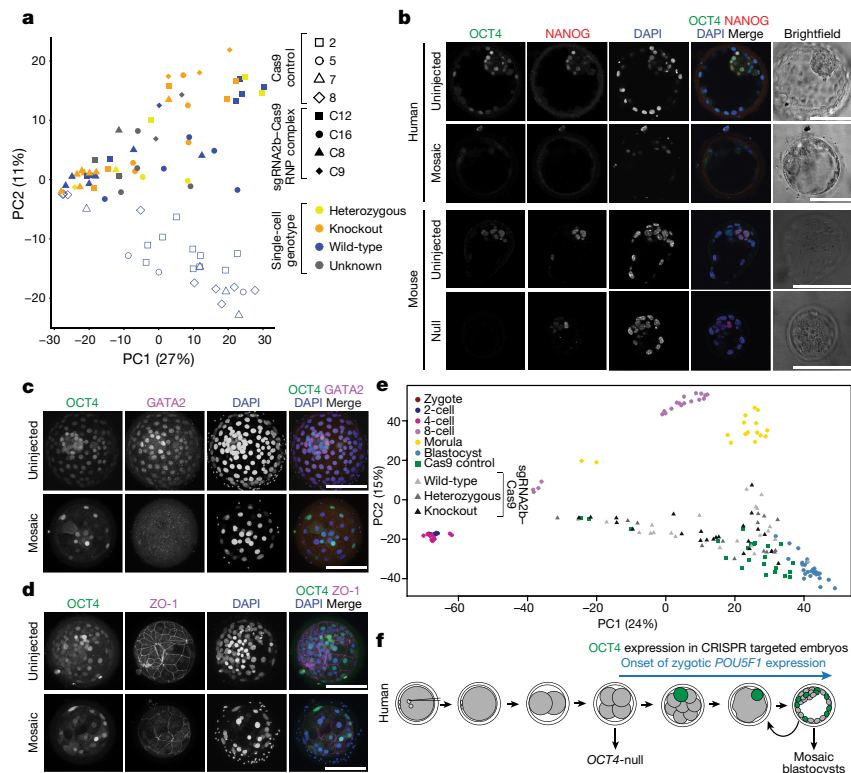 a
20
10
0
−10
−20
PC2 (11%)
−30
−20
−10
0
10
20
30
PC1 (27%)
Cas9
control
2
5
7
8
sgRNA2b–Cas9
RNP complex
C12
C16
C8
C9
Single-cell
genotype
Heterozygous
Knockout
Wild-type
Unknown
b
OCT4
NANOG
DAPI
OCT4 NANOG
DAPI Merge
Brightfield
Human
Uninjected
Mosaic
Mouse
Uninjected
Null
c
OCT4
GATA2
DAPI
OCT4 GATA2
DAPI Merge
Uninjected
Mosaic
d
OCT4
ZO-1
DAPI
OCT4 ZO-1
DAPI Merge
Uninjected
Mosaic
e
Zygote
2-cell
4-cell
8-cell
Morula
Blastocyst
Cas9 control
Wild-type
Heterozygous
Knockout
sgRNA2b–
Cas9
40
20
0
−20
−40
PC2 (15%)
−60
−40
−20
0
20
40
PC1 (24%)
f
OCT4 expression in CRISPR targeted embryos
Onset of zygotic POU5F1 expression
Human
OCT4-null
Mosaic
blastocysts